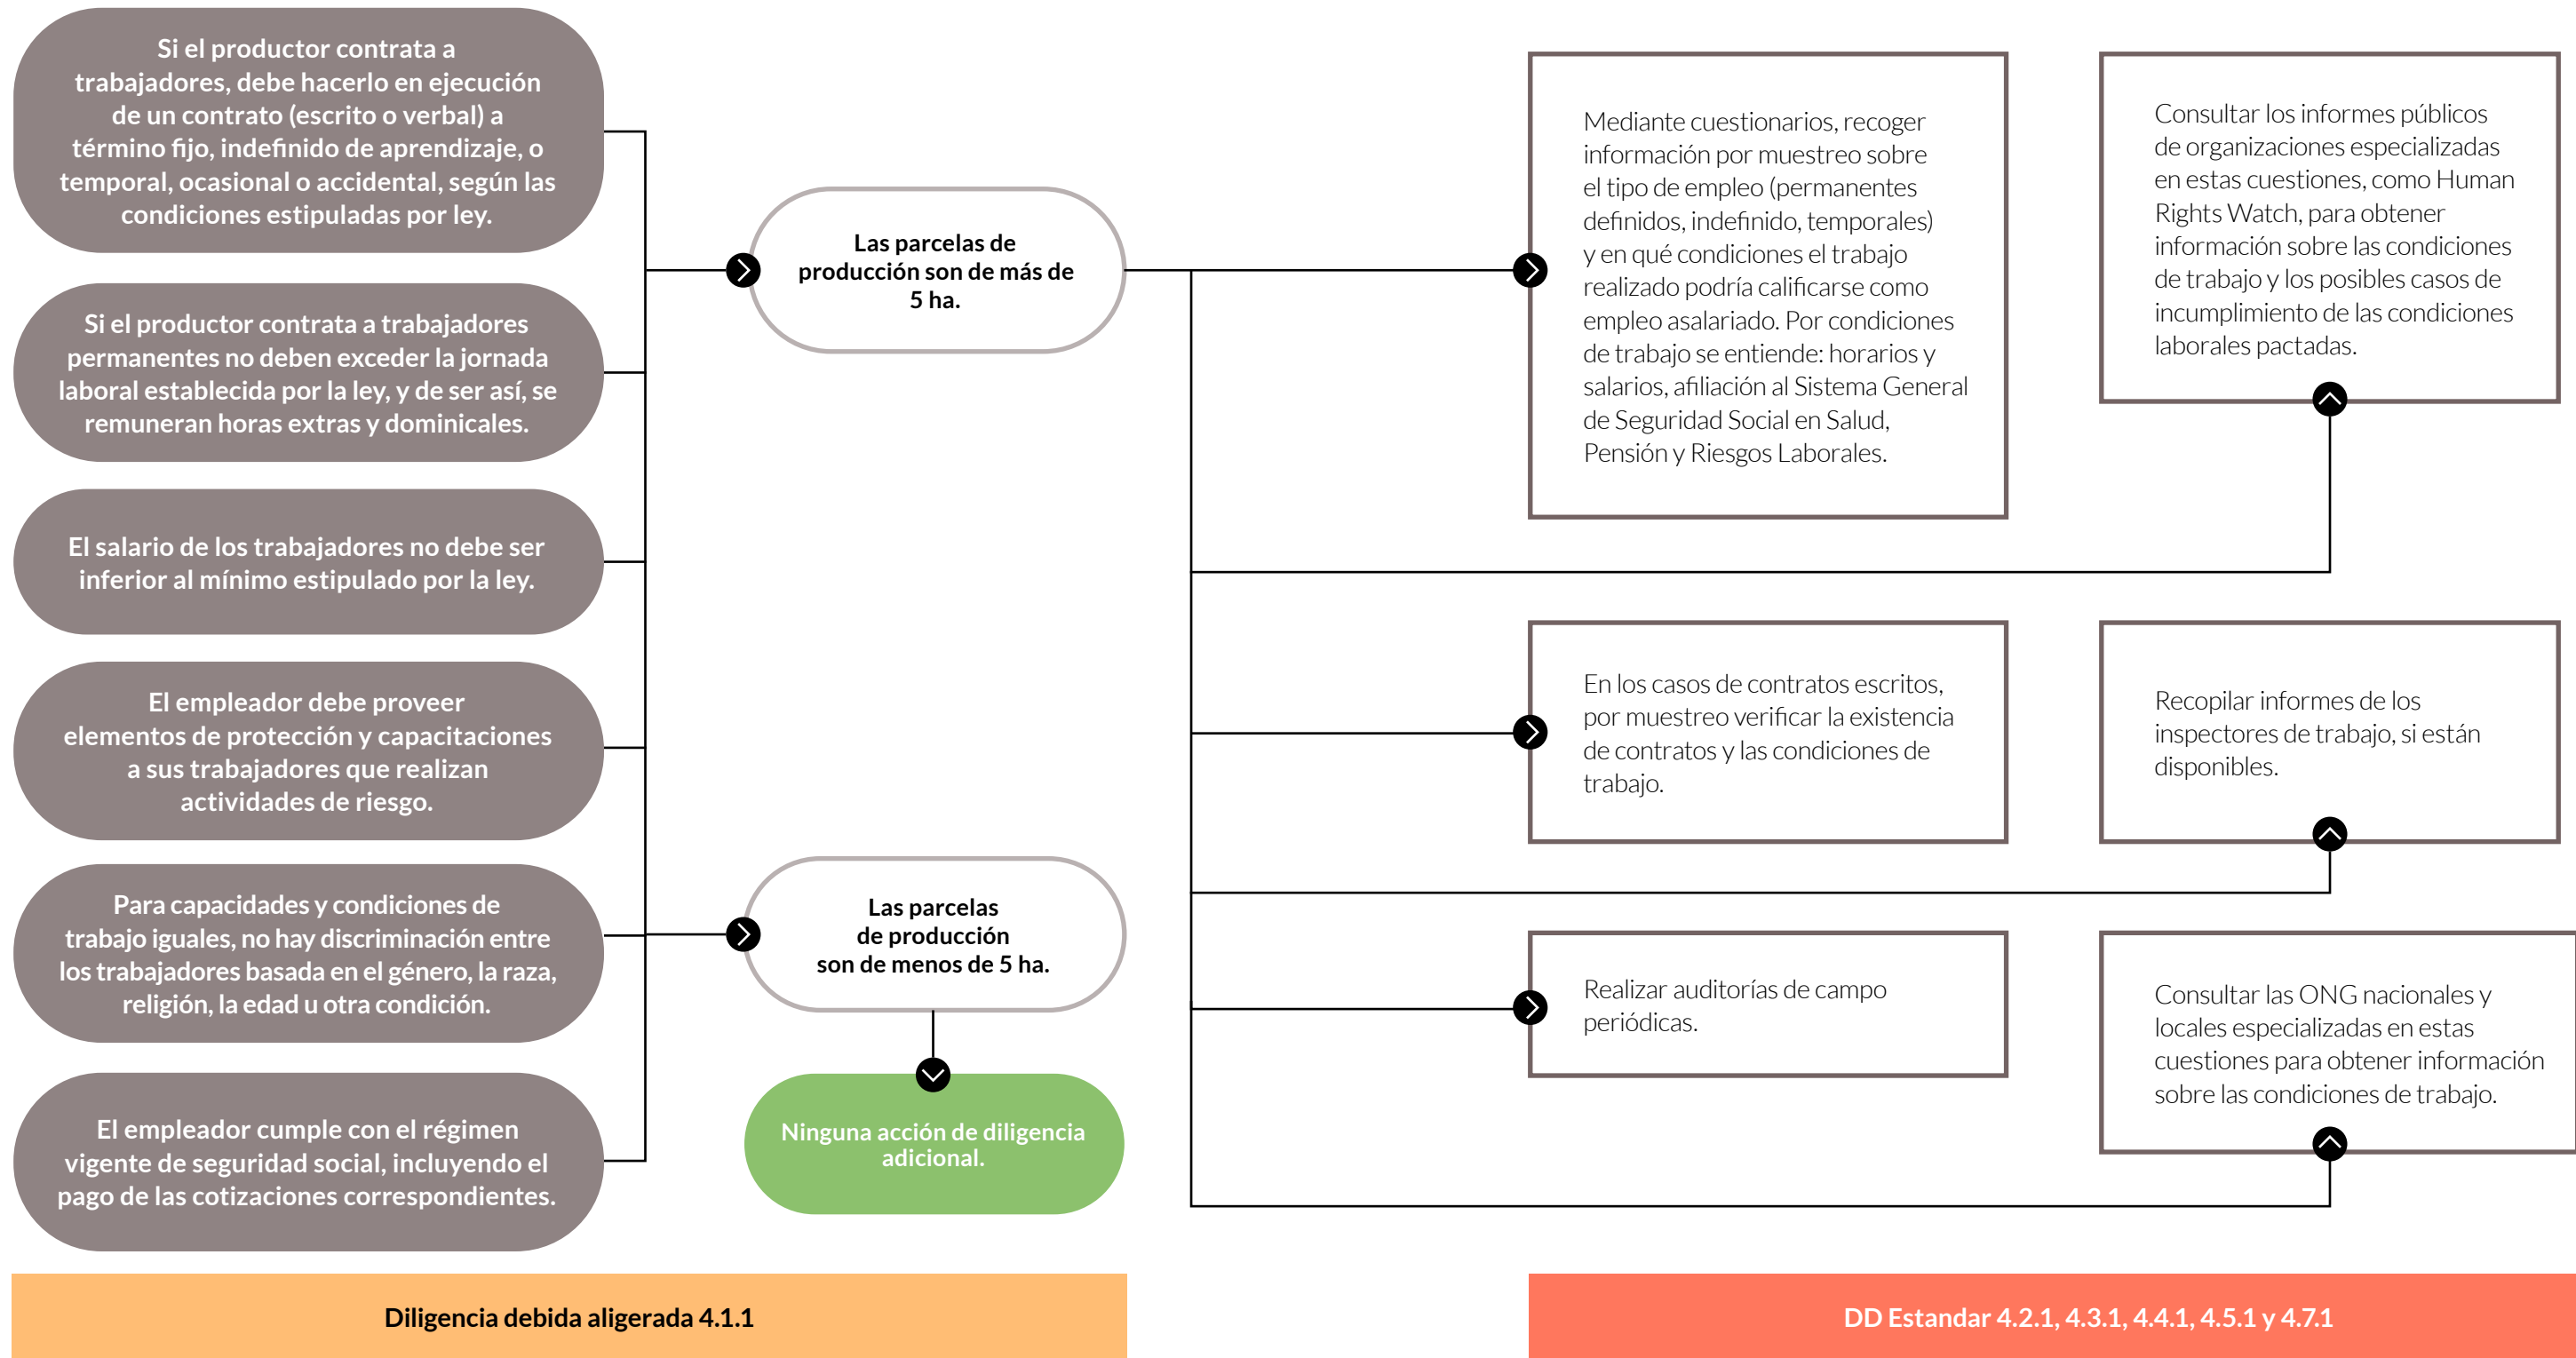 Si el productor contrata a
trabajadores, debe hacerlo en ejecución
de un contrato (escrito o verbal) a
término fijo, indefinido de aprendizaje, o
temporal, ocasional o accidental, según las
condiciones estipuladas por ley.
Si el productor contrata a trabajadores
permanentes no deben exceder la jornada
laboral establecida por la ley, y de ser así, se
remuneran horas extras y dominicales.
El salario de los trabajadores no debe ser
inferior al mínimo estipulado por la ley.
El empleador debe proveer
elementos de protección y capacitaciones
a sus trabajadores que realizan
actividades de riesgo.
Para capacidades y condiciones de
trabajo iguales, no hay discriminación entre
los trabajadores basada en el género, la raza,
religión, la edad u otra condición.
El empleador cumple con el régimen
vigente de seguridad social, incluyendo el
pago de las cotizaciones correspondientes.
Las parcelas de
producción son de más de
5 ha.
Las parcelas
de producción
son de menos de 5 ha.
Ninguna acción de diligencia
adicional.
Mediante cuestionarios, recoger
información por muestreo sobre
el tipo de empleo (permanentes
definidos, indefinido, temporales)
y en qué condiciones el trabajo
realizado podría calificarse como
empleo asalariado. Por condiciones
de trabajo se entiende: horarios y
salarios, afiliación al Sistema General
de Seguridad Social en Salud,
Pensión y Riesgos Laborales.
Consultar los informes públicos
de organizaciones especializadas
en estas cuestiones, como Human
Rights Watch, para obtener
información sobre las condiciones
de trabajo y los posibles casos de
incumplimiento de las condiciones
laborales pactadas.
En los casos de contratos escritos,
por muestreo verificar la existencia
de contratos y las condiciones de
trabajo.
Recopilar informes de los
inspectores de trabajo, si están
disponibles.
Realizar auditorías de campo
periódicas.
Consultar las ONG nacionales y
locales especializadas en estas
cuestiones para obtener información
sobre las condiciones de trabajo.
Diligencia debida aligerada 4.1.1
DD Estandar 4.2.1, 4.3.1, 4.4.1, 4.5.1 y 4.7.1